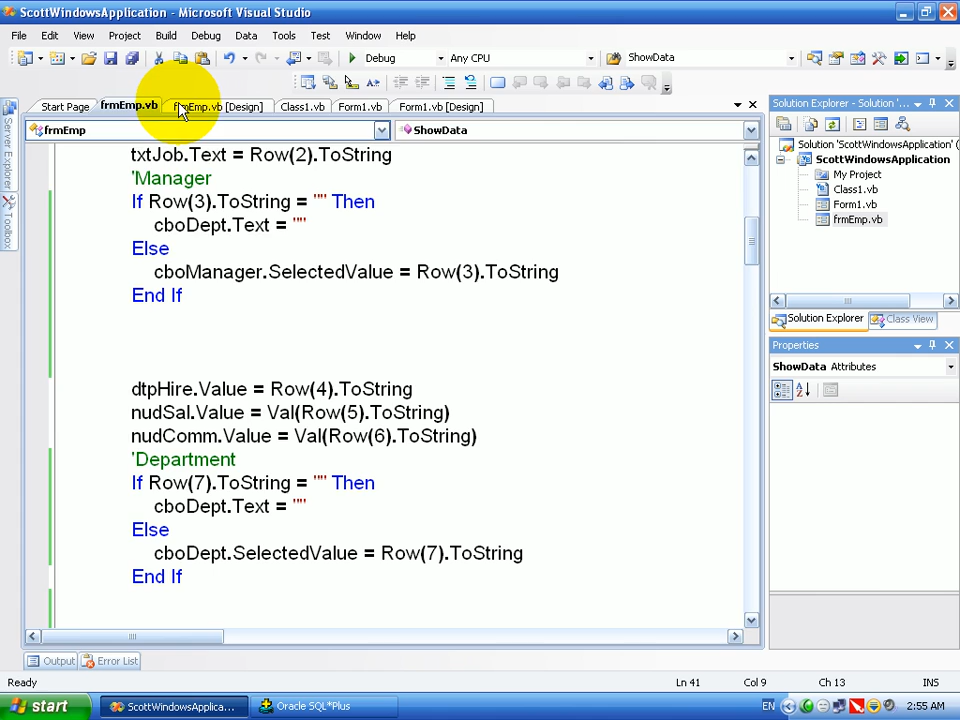 ScottWindowsApplication - Microsoft Visual Studio
File Edit View Project Build Debug Data Tools Test Window Help
Debug Any CPU ShowData
Start Page frmEmp.vb frmEmp.vb [Design] Class1.vb Form1.vb Form1.vb [Design]
frmEmp ShowData
txtJob.Text = Row(2).ToString
'Manager
If Row(3).ToString = "" Then
cboDept.Text = ""
Else
cboManager.SelectedValue = Row(3).ToString
End If
dtpHire.Value = Row(4).ToString
nudSal.Value = Val(Row(5).ToString)
nudComm.Value = Val(Row(6).ToString)
'Department
If Row(7).ToString = "" Then
cboDept.Text = ""
Else
cboDept.SelectedValue = Row(7).ToString
End If
Server Explorer
Toolbox
Solution Explorer - Solution '...
Solution 'ScottWindowsApplication' (
ScottWindowsApplication
My Project
Class1.vb
Form1.vb
frmEmp.vb
Solution Explorer Class View
Properties
ShowData Attributes
Output Error List
Ready Ln 41 Col 9 Ch 13 INS
start ScottWindowsApplica... Oracle SQL*Plus EN 2:55 AM